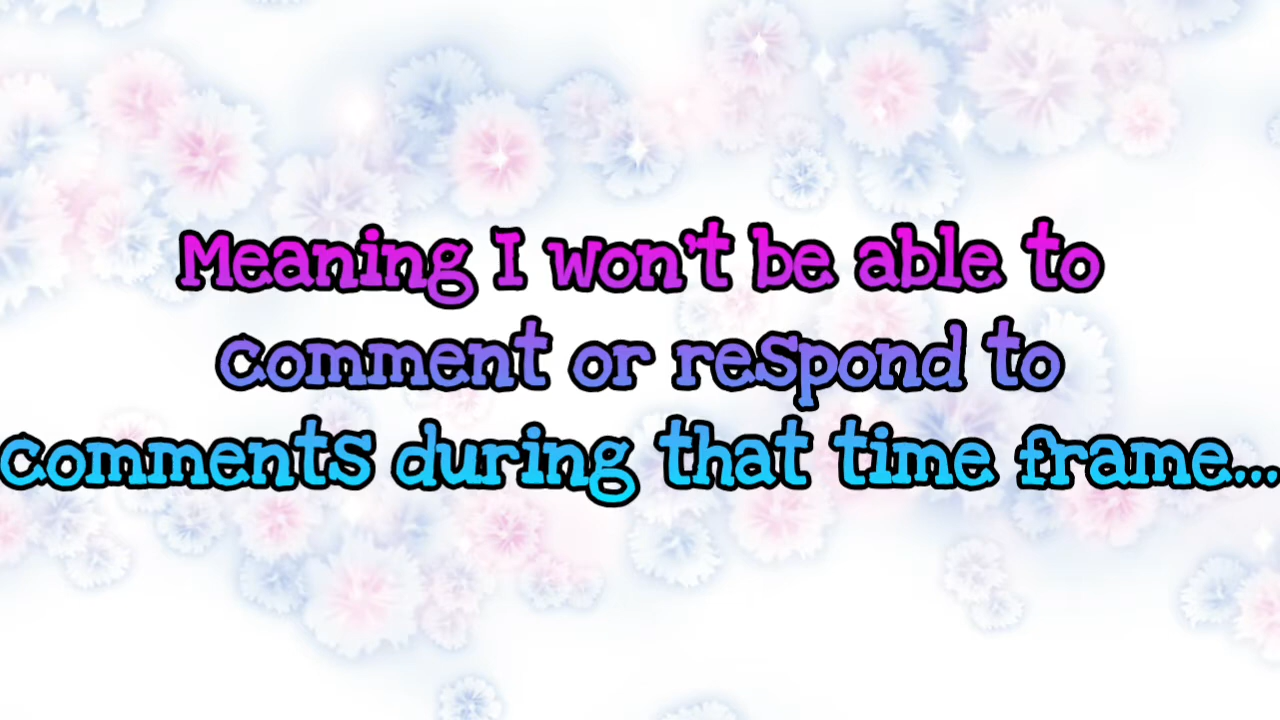 Meaning I won't be able to
comment or respond to
comments during that time frame...